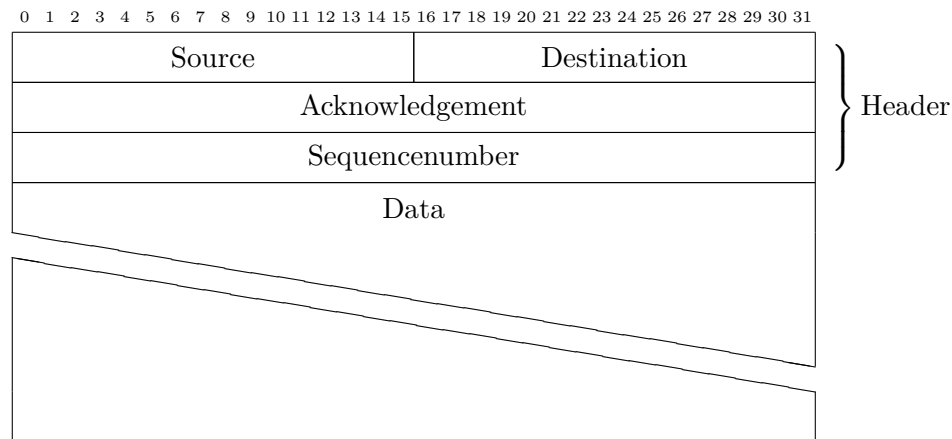 0 1 2 3 4 5 6 7 8 9 10 11 12 13 14 15 16 17 18 19 20 21 22 23 24 25 26 27 28 29 30 31
Source Destination
Acknowledgement Header
Sequencenumber
Data